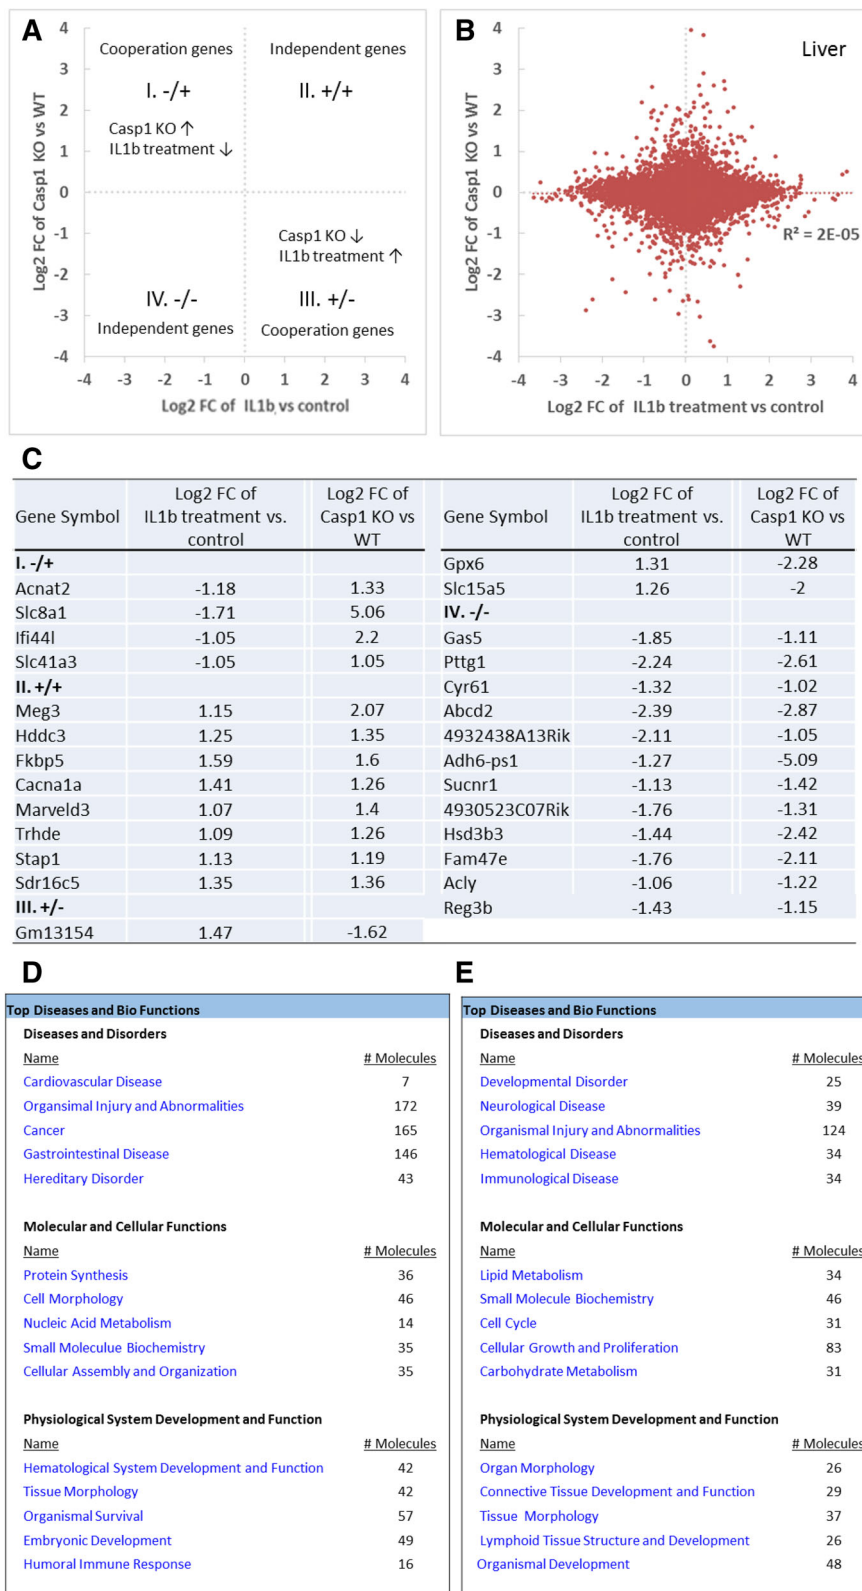 A
4
3
2
1
0
-1
-2
-3
-4
Log2 FC of Casp1 KO vs WT
Cooperation genes
Independent genes
I. -/+
II. +/+
Casp1 KO ↑
IL1b treatment ↓
Casp1 KO ↓
IL1b treatment ↑
IV. -/-
III. +/-
Independent genes
Cooperation genes
-4 -3 -2 -1 0 1 2 3 4
Log2 FC of IL1b vs control
B
4
3
2
1
0
-1
-2
-3
-4
Log2 FC of Casp1 KO vs WT
Liver
R² = 2E-05
-4 -3 -2 -1 0 1 2 3 4
Log2 FC of IL1b treatment vs control
C
Gene Symbol Log2 FC of IL1b treatment vs. control Log2 FC of Casp1 KO vs WT
I. -/+
Acnat2 -1.18 1.33
Slc8a1 -1.71 5.06
Ifi44l -1.05 2.2
Slc41a3 -1.05 1.05
II. +/+
Meg3 1.15 2.07
Hddc3 1.25 1.35
Fkbp5 1.59 1.6
Cacna1a 1.41 1.26
Marveld3 1.07 1.4
Trhde 1.09 1.26
Stap1 1.13 1.19
Sdr16c5 1.35 1.36
III. +/-
Gm13154 1.47 -1.62
Gene Symbol Log2 FC of IL1b treatment vs. control Log2 FC of Casp1 KO vs WT
Gpx6 1.31 -2.28
Slc15a5 1.26 -2
IV. -/-
Gas5 -1.85 -1.11
Pttg1 -2.24 -2.61
Cyr61 -1.32 -1.02
Abcd2 -2.39 -2.87
4932438A13Rik -2.11 -1.05
Adh6-ps1 -1.27 -5.09
Sucnr1 -1.13 -1.42
4930523C07Rik -1.76 -1.31
Hsd3b3 -1.44 -2.42
Fam47e -1.76 -2.11
Acly -1.06 -1.22
Reg3b -1.43 -1.15
D
Top Diseases and Bio Functions
Diseases and Disorders
Name # Molecules
Cardiovascular Disease 7
Organsimal Injury and Abnormalities 172
Cancer 165
Gastrointestinal Disease 146
Hereditary Disorder 43
Molecular and Cellular Functions
Name # Molecules
Protein Synthesis 36
Cell Morphology 46
Nucleic Acid Metabolism 14
Small Moleculue Biochemistry 35
Cellular Assembly and Organization 35
Physiological System Development and Function
Name # Molecules
Hematological System Development and Function 42
Tissue Morphology 42
Organismal Survival 57
Embryonic Development 49
Humoral Immune Response 16
E
Top Diseases and Bio Functions
Diseases and Disorders
Name # Molecules
Developmental Disorder 25
Neurological Disease 39
Organismal Injury and Abnormalities 124
Hematological Disease 34
Immunological Disease 34
Molecular and Cellular Functions
Name # Molecules
Lipid Metabolism 34
Small Molecule Biochemistry 46
Cell Cycle 31
Cellular Growth and Proliferation 83
Carbohydrate Metabolism 31
Physiological System Development and Function
Name # Molecules
Organ Morphology 26
Connective Tissue Development and Function 29
Tissue Morphology 37
Lymphoid Tissue Structure and Development 26
Organismal Development 48